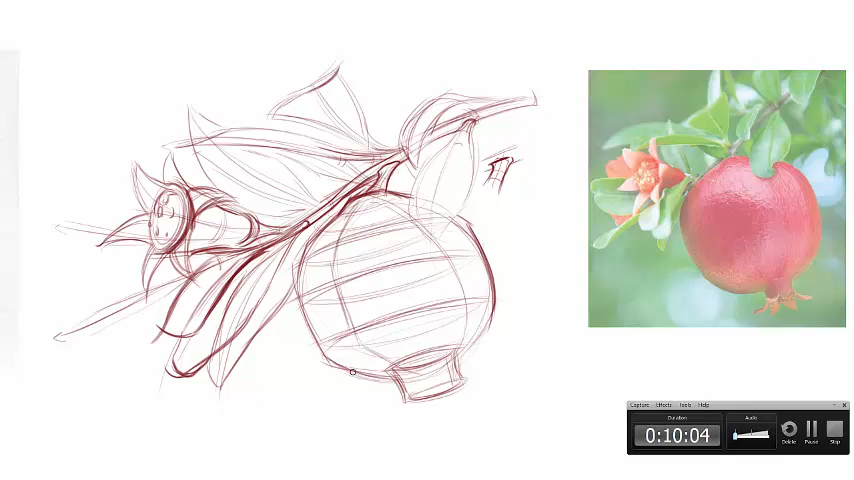 Capture Effects Tools Help
Duration
Audio
0:10:04
Delete
Pause
Stop